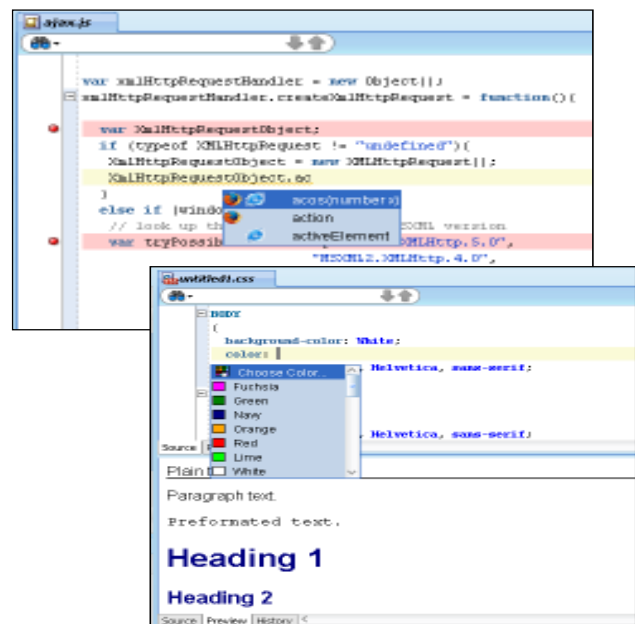 ajax.js
var xmlHttpRequestHandler = new Object();
xmlHttpRequestHandler.createXmlHttpRequest = function(){
var XmlHttpRequestObject;
if (typeof XMLHttpRequest != "undefined"){
XmlHttpRequestObject = new XMLHttpRequest();
XmlHttpRequestObject.ac
}
acos(number x)
else if (window
action
// look up th MSXML version
activeElement
var tryPossib XMLHttp.5.0",
"MSXML2.XMLHttp.4.0",
untitled1.css
BODY
{
background-color: White;
color:
Choose Color... Helvetica, sans-serif;
Fuchsia
Green
Navy
Orange Helvetica, sans-serif;
Red
Source
Lime
Plain t White
Paragraph text.
Preformated text.
Heading 1
Heading 2
Source Preview History <